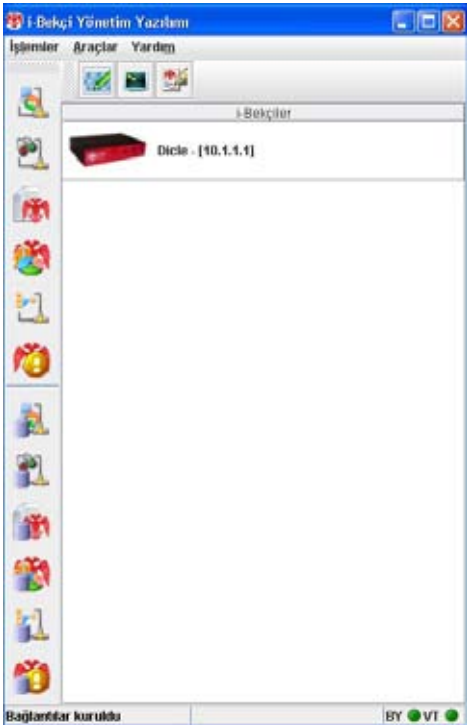 i-Bekçi Yönetim Yazılımı
İşlemler Araçlar Yardım
i-Bekçiler
Dicle - [10.1.1.1]
Bağlantılar kuruldu BY VT